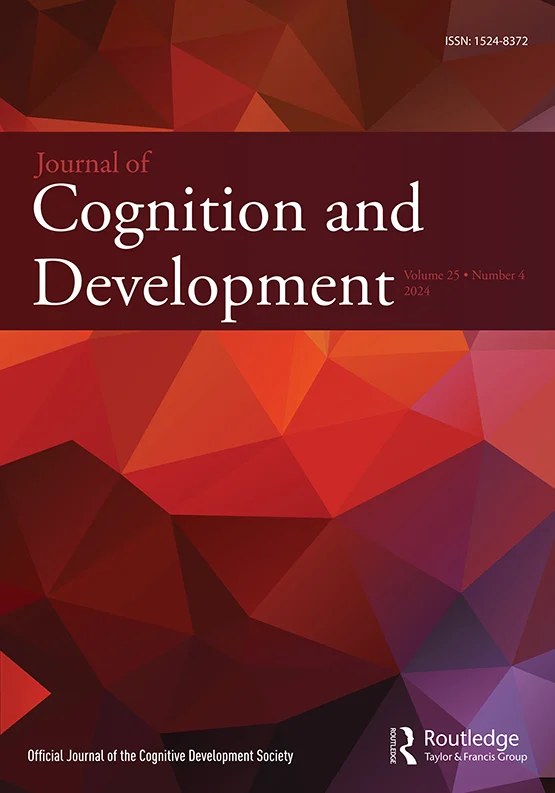 ISSN: 1524-8372
Journal of
Cognition and
Development
Volume 25 • Number 4
2024
Official Journal of the Cognitive Development Society
ROUTLEDGE
Routledge
Taylor & Francis Group